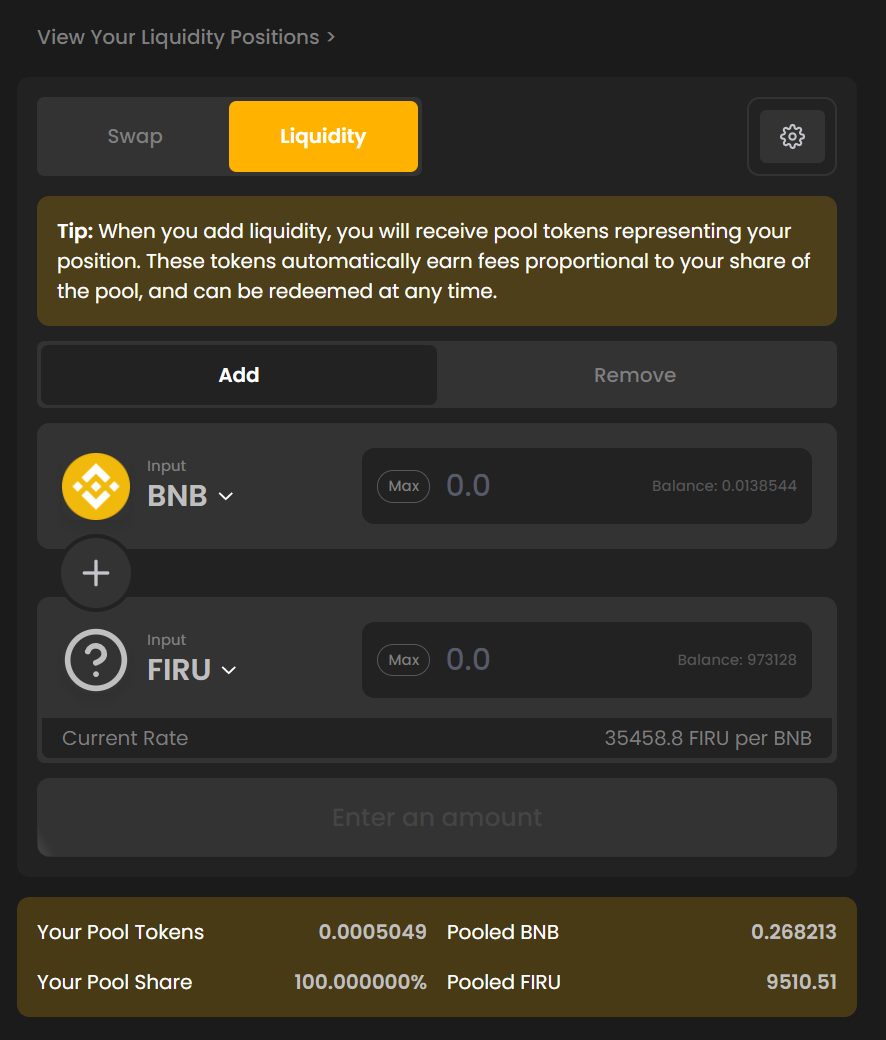 View Your Liquidity Positions >
Swap
Liquidity
Tip: When you add liquidity, you will receive pool tokens representing your
position. These tokens automatically earn fees proportional to your share of
the pool, and can be redeemed at any time.
Add
Remove
Input
BNB
Max
0.0
Balance: 0.0138544
Input
FIRU
Max
0.0
Balance: 973128
Current Rate
35458.8 FIRU per BNB
Enter an amount
Your Pool Tokens 0.0005049 Pooled BNB 0.268213
Your Pool Share 100.000000% Pooled FIRU 9510.51